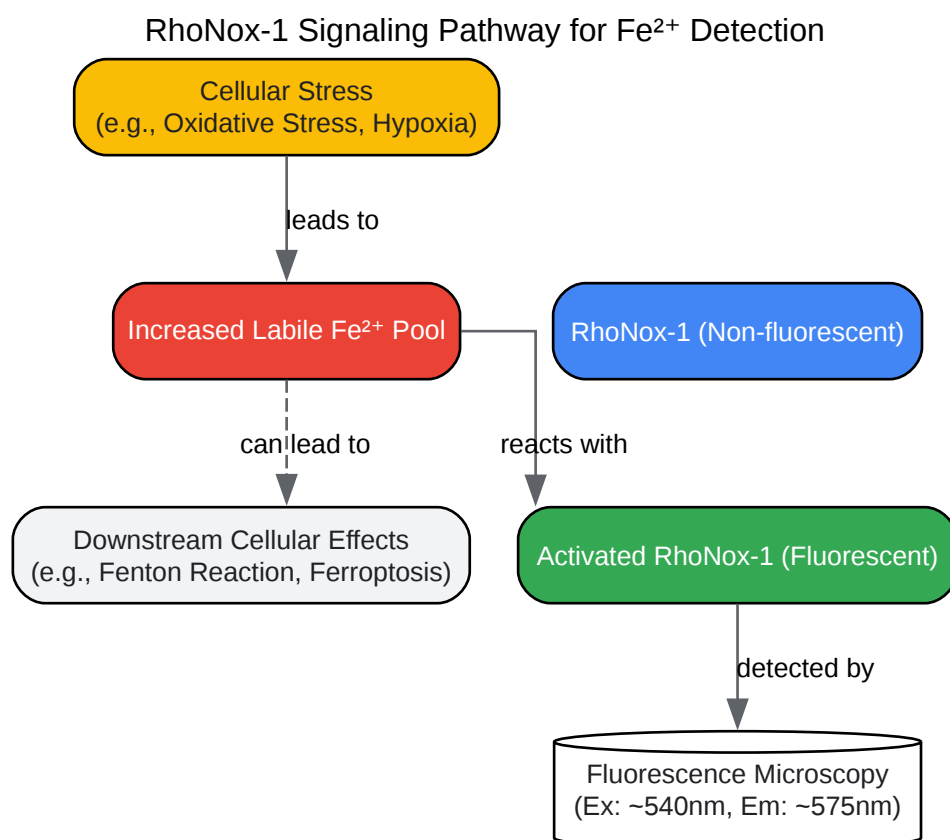 RhoNox-1 Signaling Pathway for Fe²⁺ Detection
Cellular Stress
(e.g., Oxidative Stress, Hypoxia)
leads to
Increased Labile Fe²⁺ Pool
RhoNox-1 (Non-fluorescent)
can lead to
reacts with
Downstream Cellular Effects
(e.g., Fenton Reaction, Ferroptosis)
Activated RhoNox-1 (Fluorescent)
detected by
Fluorescence Microscopy
(Ex: ~540nm, Em: ~575nm)